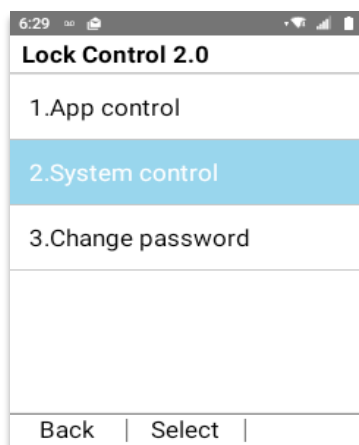 6:29
Lock Control 2.0
1.App control
2.System control
3.Change password
Back | Select |